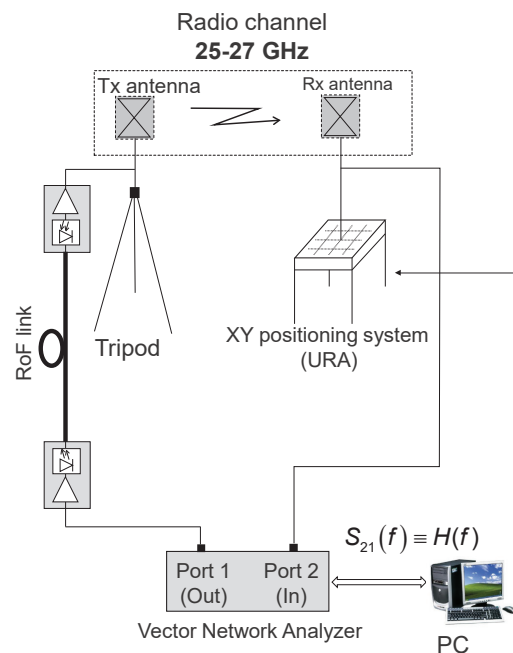 Radio channel
25-27 GHz
Tx antenna
Rx antenna
RoF link
Tripod
XY positioning system
(URA)
S₂₁(f) ≡ H(f)
Port 1
(Out)
Port 2
(In)
Vector Network Analyzer
PC